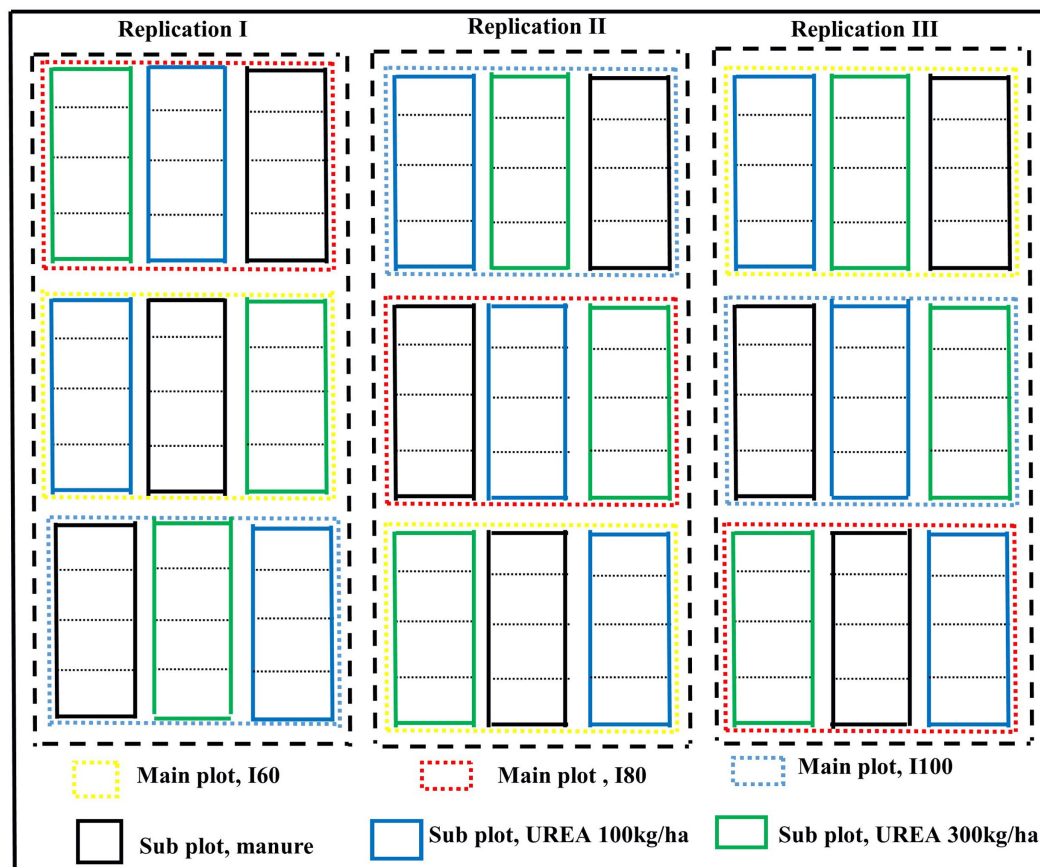 Replication I
Replication II
Replication III
Main plot, I60
Main plot , I80
Main plot, I100
Sub plot, manure
Sub plot, UREA 100kg/ha
Sub plot, UREA 300kg/ha